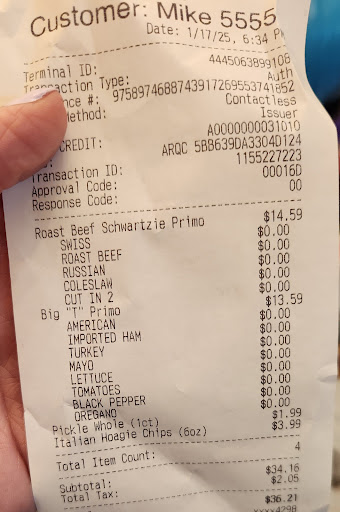 Customer: Mike 5555
Date: 1/17/25, 6:34 P
Terminal ID: 4445063899108
Transaction Type: Auth
nce #: 9758974688743917269553741852
ethod: Contactless
Issuer
CREDIT: A0000000031010
ARQC 5BB639DA3304D124
Transaction ID: 1155227223
Approval Code: 00016D
Response Code: 00
Roast Beef Schwartzie Primo $14.59
SWISS $0.00
ROAST BEEF $0.00
RUSSIAN $0.00
COLESLAW $0.00
CUT IN 2 $0.00
Big "T" Primo $13.59
AMERICAN $0.00
IMPORTED HAM $0.00
TURKEY $0.00
MAYO $0.00
LETTUCE $0.00
TOMATOES $0.00
BLACK PEPPER $0.00
OREGANO $0.00
Pickle Whole (1ct) $1.99
Italian Hoagie Chips (6oz) $3.99
Total Item Count: 4
Subtotal: $34.16
Total Tax: $2.05
$36.21